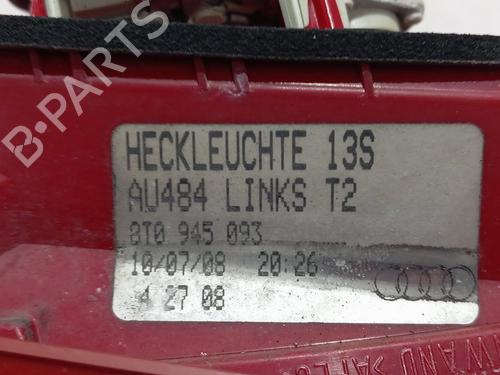 HECKLEUCHTE 13S
AU484 LINKS T2
8T0 945 093
10/07/08 20:26
4 27 08
B-PARTS